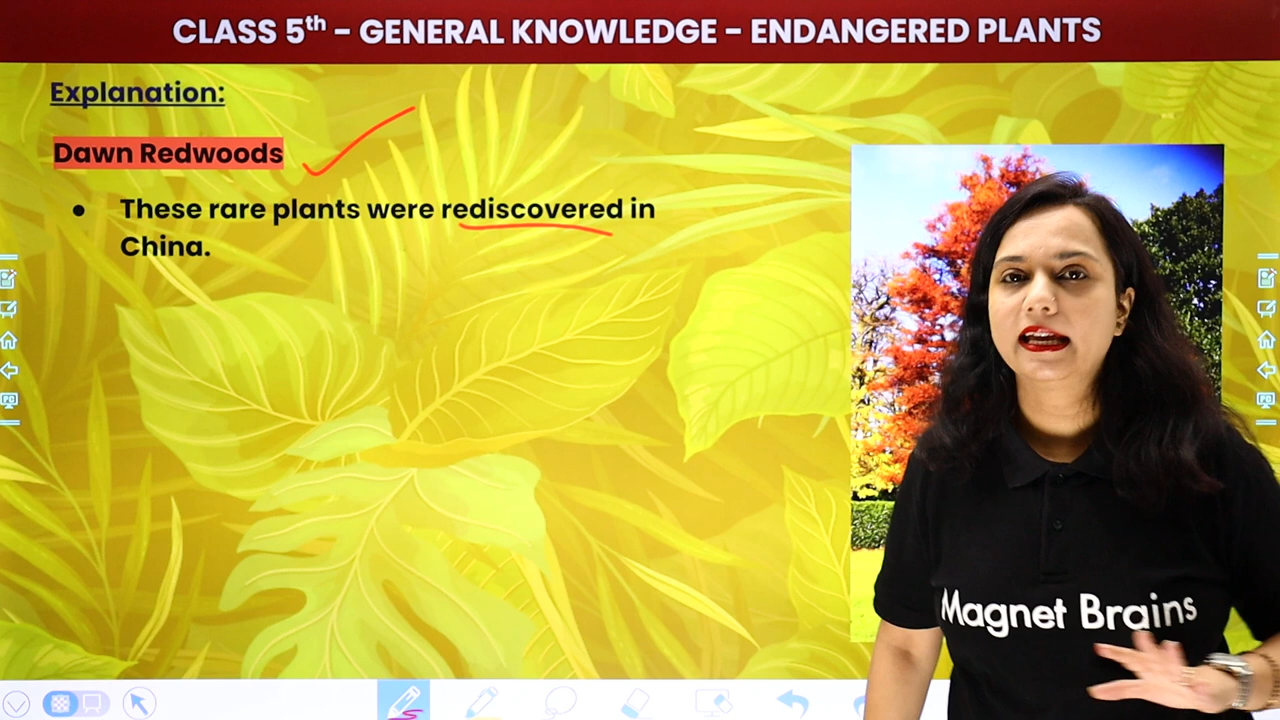 CLASS 5th - GENERAL KNOWLEDGE - ENDANGERED PLANTS
Explanation:
Dawn Redwoods
● These rare plants were rediscovered in
China.
Magnet Brains